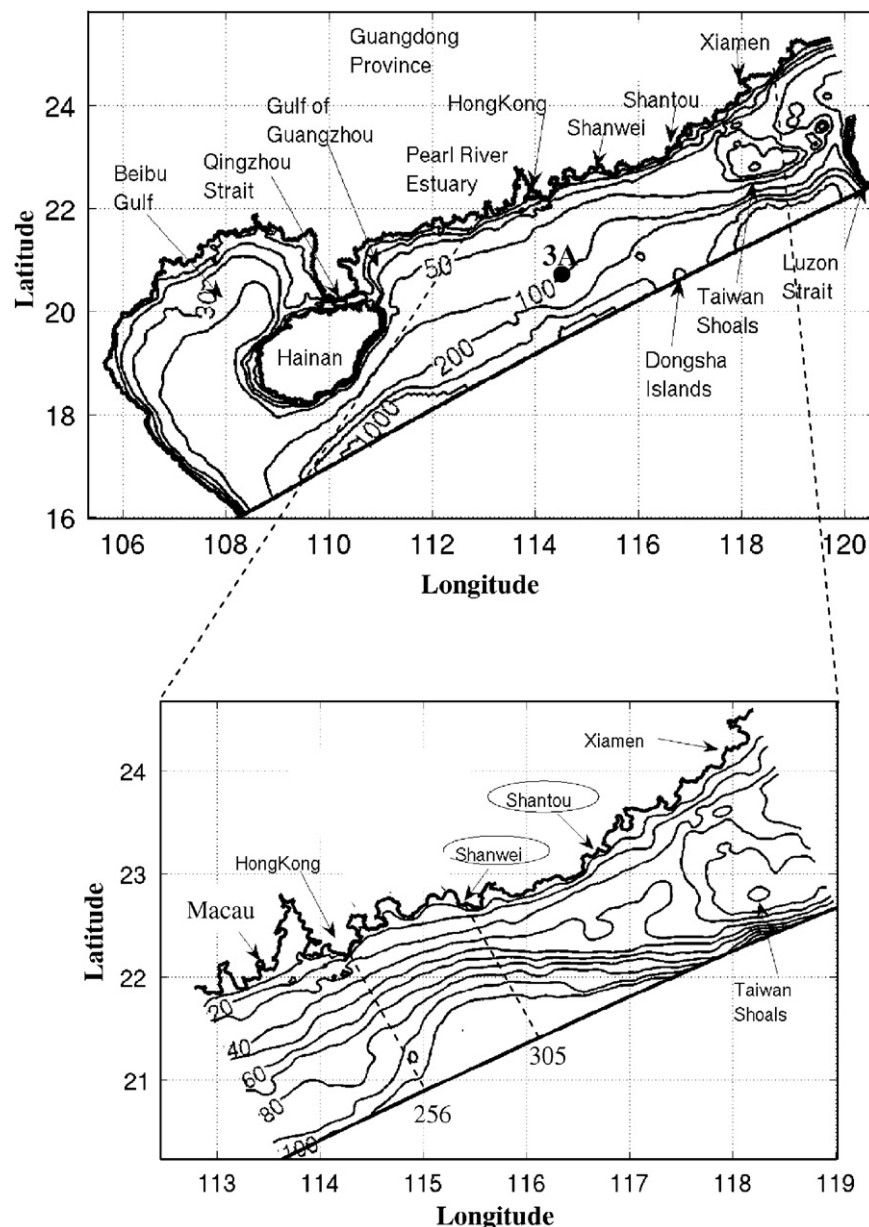 Guangdong
Province
Xiamen
Gulf of
Guangzhou
HongKong
Shantou
Shanwei
Beibu
Gulf
Qingzhou
Strait
Pearl River
Estuary
24
22
20
18
16
Latitude
30
50
3A
100
200
1000
Hainan
Luzon
Strait
Taiwan
Shoals
Dongsha
Islands
106 108 110 112 114 116 118 120
Longitude
Xiamen
Shantou
Shanwei
HongKong
Macau
24
23
22
21
Latitude
20
40
60
80
100
Taiwan
Shoals
305
256
113 114 115 116 117 118 119
Longitude